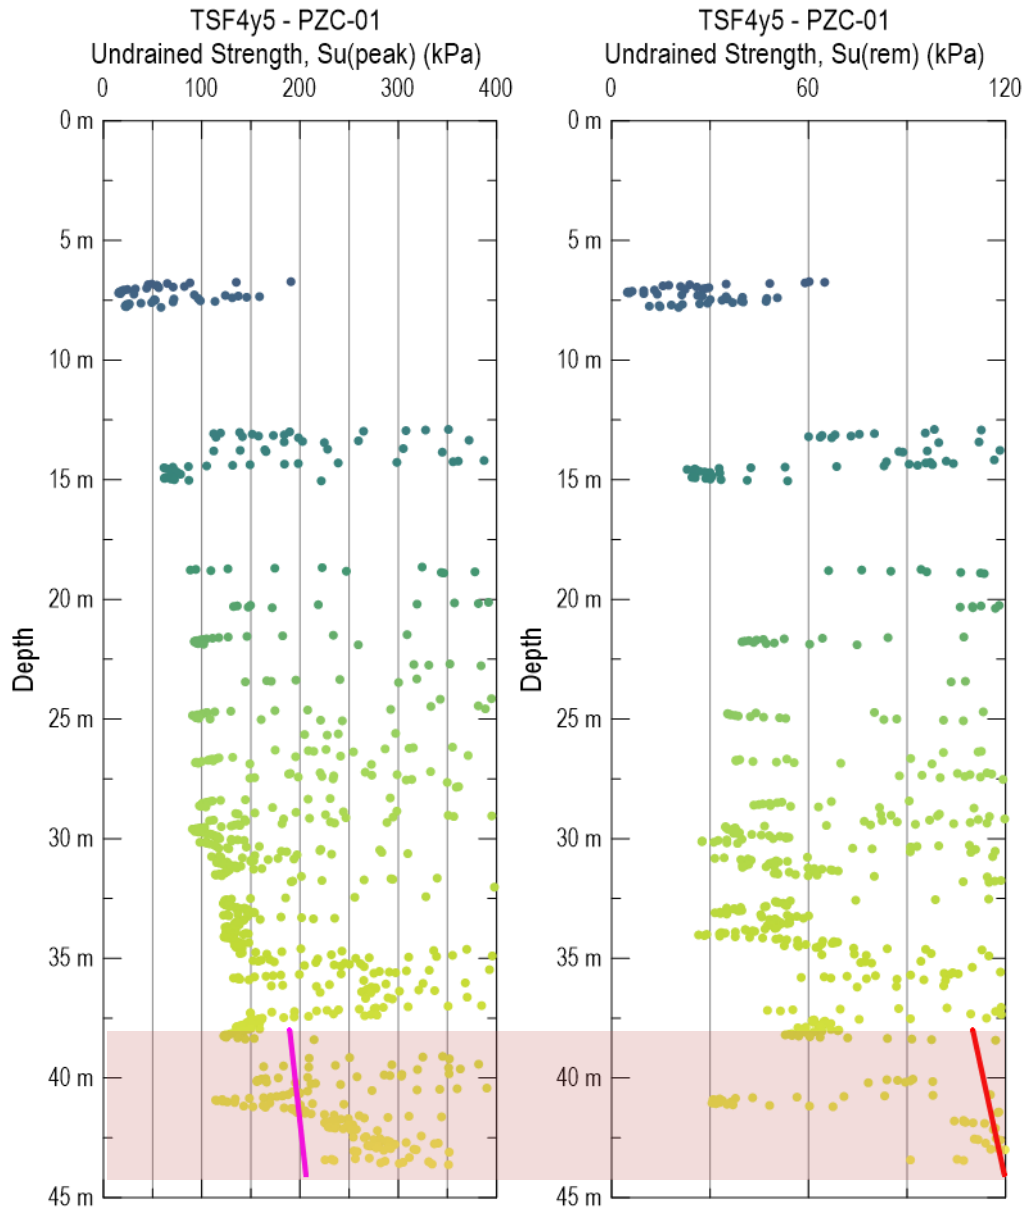 TSF4y5 - PZC-01
Undrained Strength, Su(peak) (kPa)
0 100 200 300 400
0 m
5 m
10 m
15 m
20 m
25 m
30 m
35 m
40 m
45 m
Depth
TSF4y5 - PZC-01
Undrained Strength, Su(rem) (kPa)
0 60 120
0 m
5 m
10 m
15 m
20 m
25 m
30 m
35 m
40 m
45 m
Depth